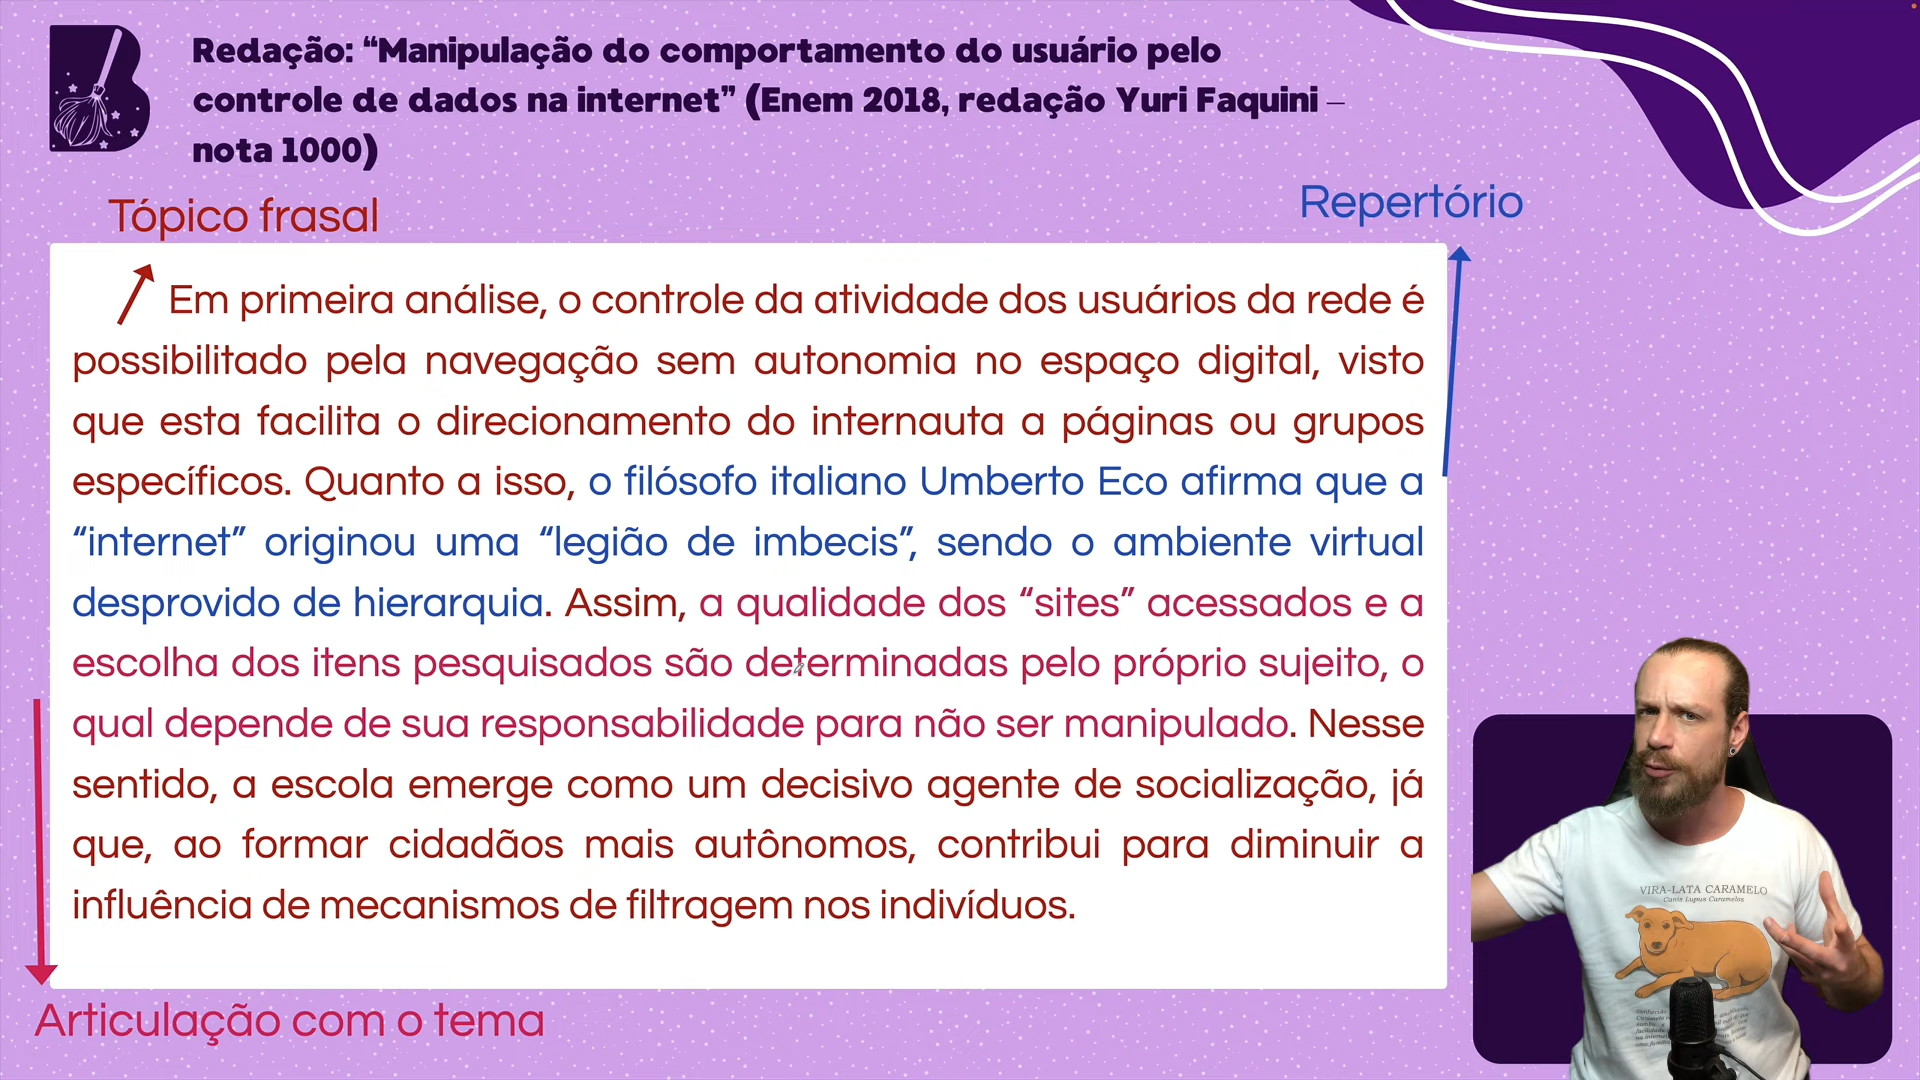 Redação: “Manipulação do comportamento do usuário pelo
controle de dados na internet” (Enem 2018, redação Yuri Faquini –
nota 1000)
Tópico frasal
Repertório
Em primeira análise, o controle da atividade dos usuários da rede é
possibilitado pela navegação sem autonomia no espaço digital, visto
que esta facilita o direcionamento do internauta a páginas ou grupos
específicos. Quanto a isso, o filósofo italiano Umberto Eco afirma que a
“internet” originou uma “legião de imbecis”, sendo o ambiente virtual
desprovido de hierarquia. Assim, a qualidade dos “sites” acessados e a
escolha dos itens pesquisados são determinadas pelo próprio sujeito, o
qual depende de sua responsabilidade para não ser manipulado. Nesse
sentido, a escola emerge como um decisivo agente de socialização, já
que, ao formar cidadãos mais autônomos, contribui para diminuir a
influência de mecanismos de filtragem nos indivíduos.
Articulação com o tema
VIRA-LATA CARAMELO
Canis Lupus Caramelos